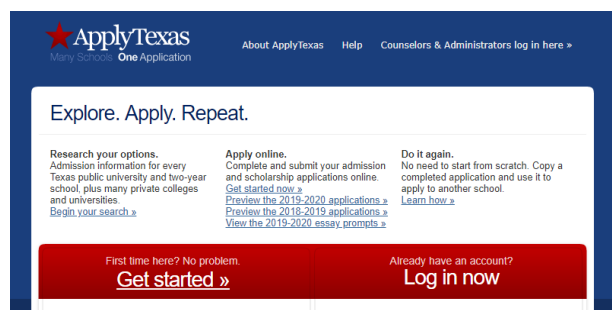 ApplyTexas
Many Schools One Application
About ApplyTexas Help Counselors & Administrators log in here »
Explore. Apply. Repeat.
Research your options.
Admission information for every
Texas public university and two-year
school, plus many private colleges
and universities.
Begin your search »
Apply online.
Complete and submit your admission
and scholarship applications online.
Get started now »
Preview the 2019-2020 applications »
Preview the 2018-2019 applications »
View the 2019-2020 essay prompts »
Do it again.
No need to start from scratch. Copy a
completed application and use it to
apply to another school.
Learn how »
First time here? No problem.
Get started »
Already have an account?
Log in now